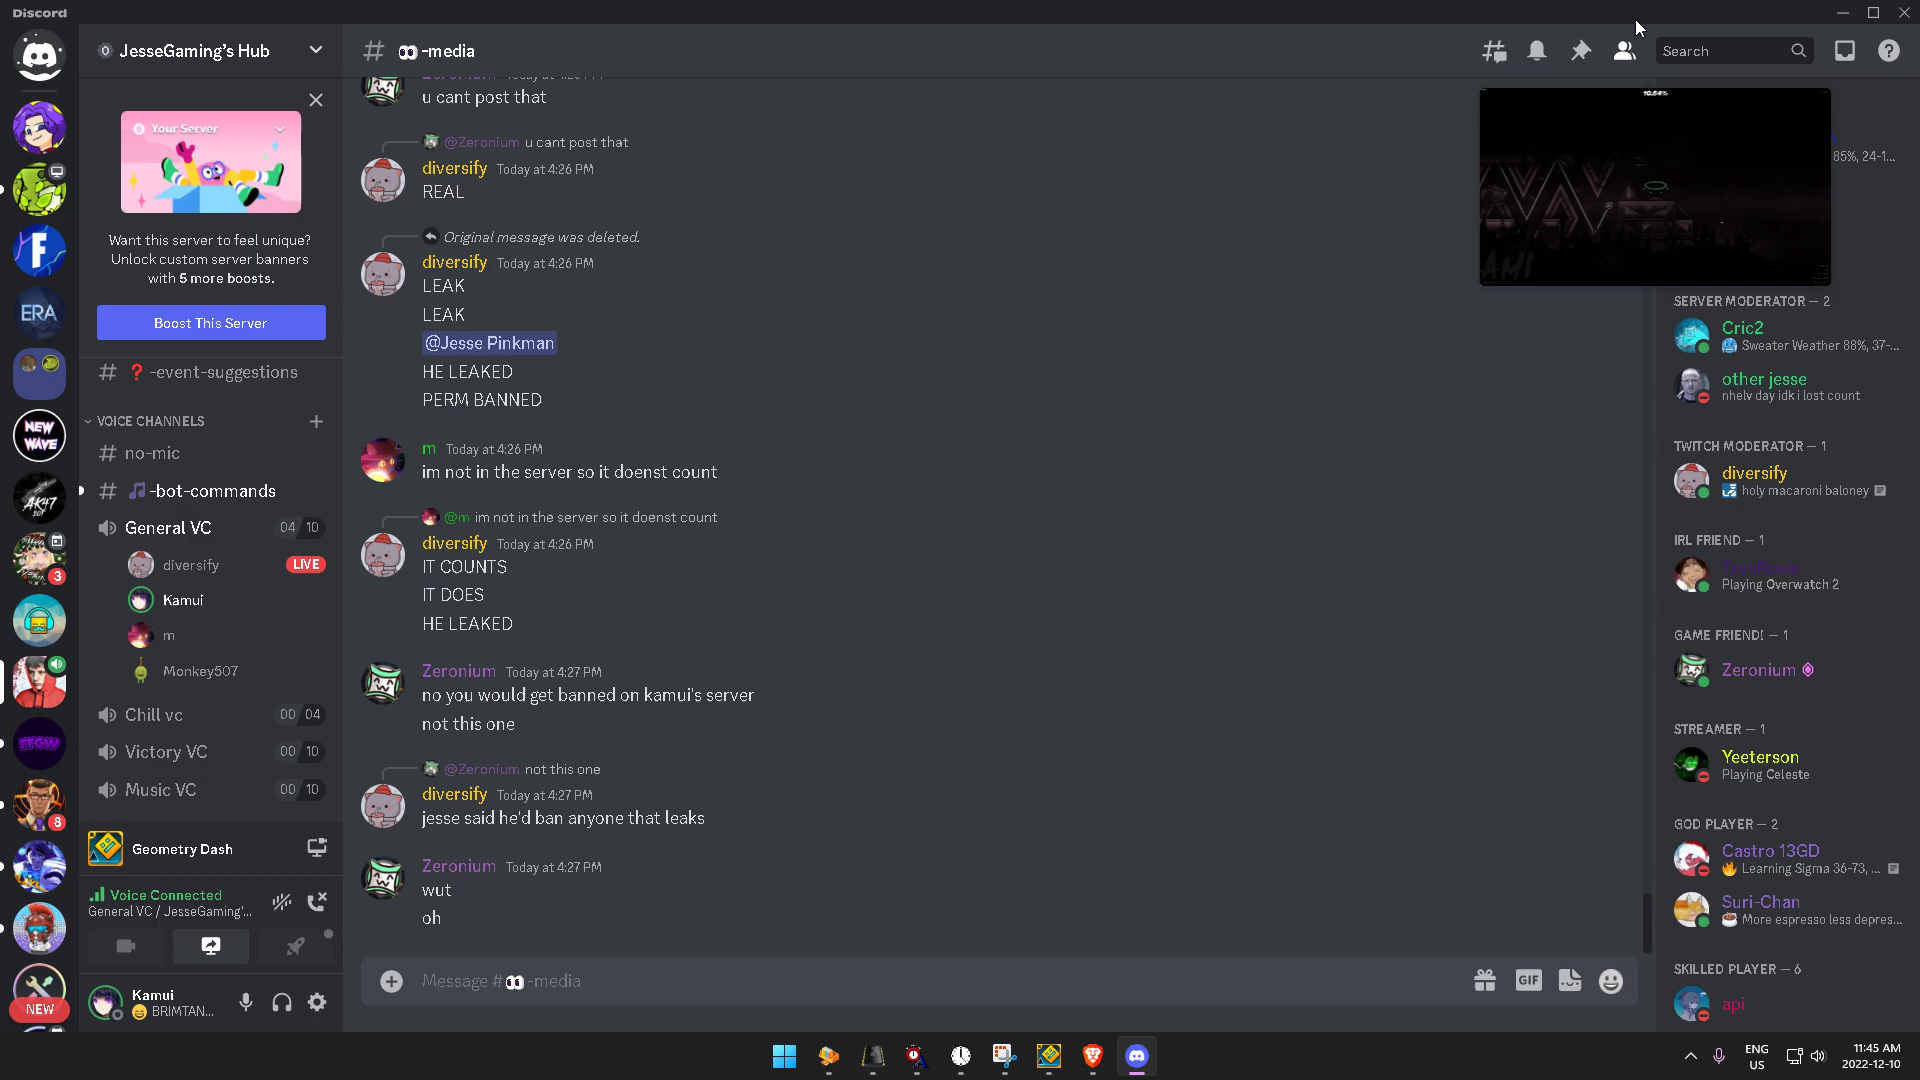 Discord
JesseGaming's Hub
Your Server
Want this server to feel unique?
Unlock custom server banners
with 5 more boosts.
Boost This Server
-event-suggestions
VOICE CHANNELS
no-mic
-bot-commands
General VC 04 10
diversify LIVE
Kamui
m
Monkey507
Chill vc 00 04
Victory VC 00 10
Music VC 00 10
Geometry Dash
Voice Connected
General VC / JesseGaming'...
Kamui
BRIMTAN...
F
ERA
NEW
WAVE
AK47
BOY
3
8
NEW
# -media
u cant post that
@Zeronium u cant post that
diversify Today at 4:26 PM
REAL
Original message was deleted.
diversify Today at 4:26 PM
LEAK
LEAK
@Jesse Pinkman
HE LEAKED
PERM BANNED
m Today at 4:26 PM
im not in the server so it doenst count
@m im not in the server so it doenst count
diversify Today at 4:26 PM
IT COUNTS
IT DOES
HE LEAKED
Zeronium Today at 4:27 PM
no you would get banned on kamui's server
not this one
@Zeronium not this one
diversify Today at 4:27 PM
jesse said he'd ban anyone that leaks
Zeronium Today at 4:27 PM
wut
oh
Message # -media
GIF
Search
10.54%
85%, 24-1...
SERVER MODERATOR — 2
Cric2
Sweater Weather 88%, 37-...
other jesse
nhelv day idk i lost count
TWITCH MODERATOR — 1
diversify
holy macaroni baloney
IRL FRIEND — 1
Playing Overwatch 2
GAME FRIEND! — 1
Zeronium
STREAMER — 1
Yeeterson
Playing Celeste
GOD PLAYER — 2
Castro 13GD
Learning Sigma 36-73, ...
Suri-Chan
More espresso less depres...
SKILLED PLAYER — 6
api
ENG
US
11:45 AM
2022-12-10